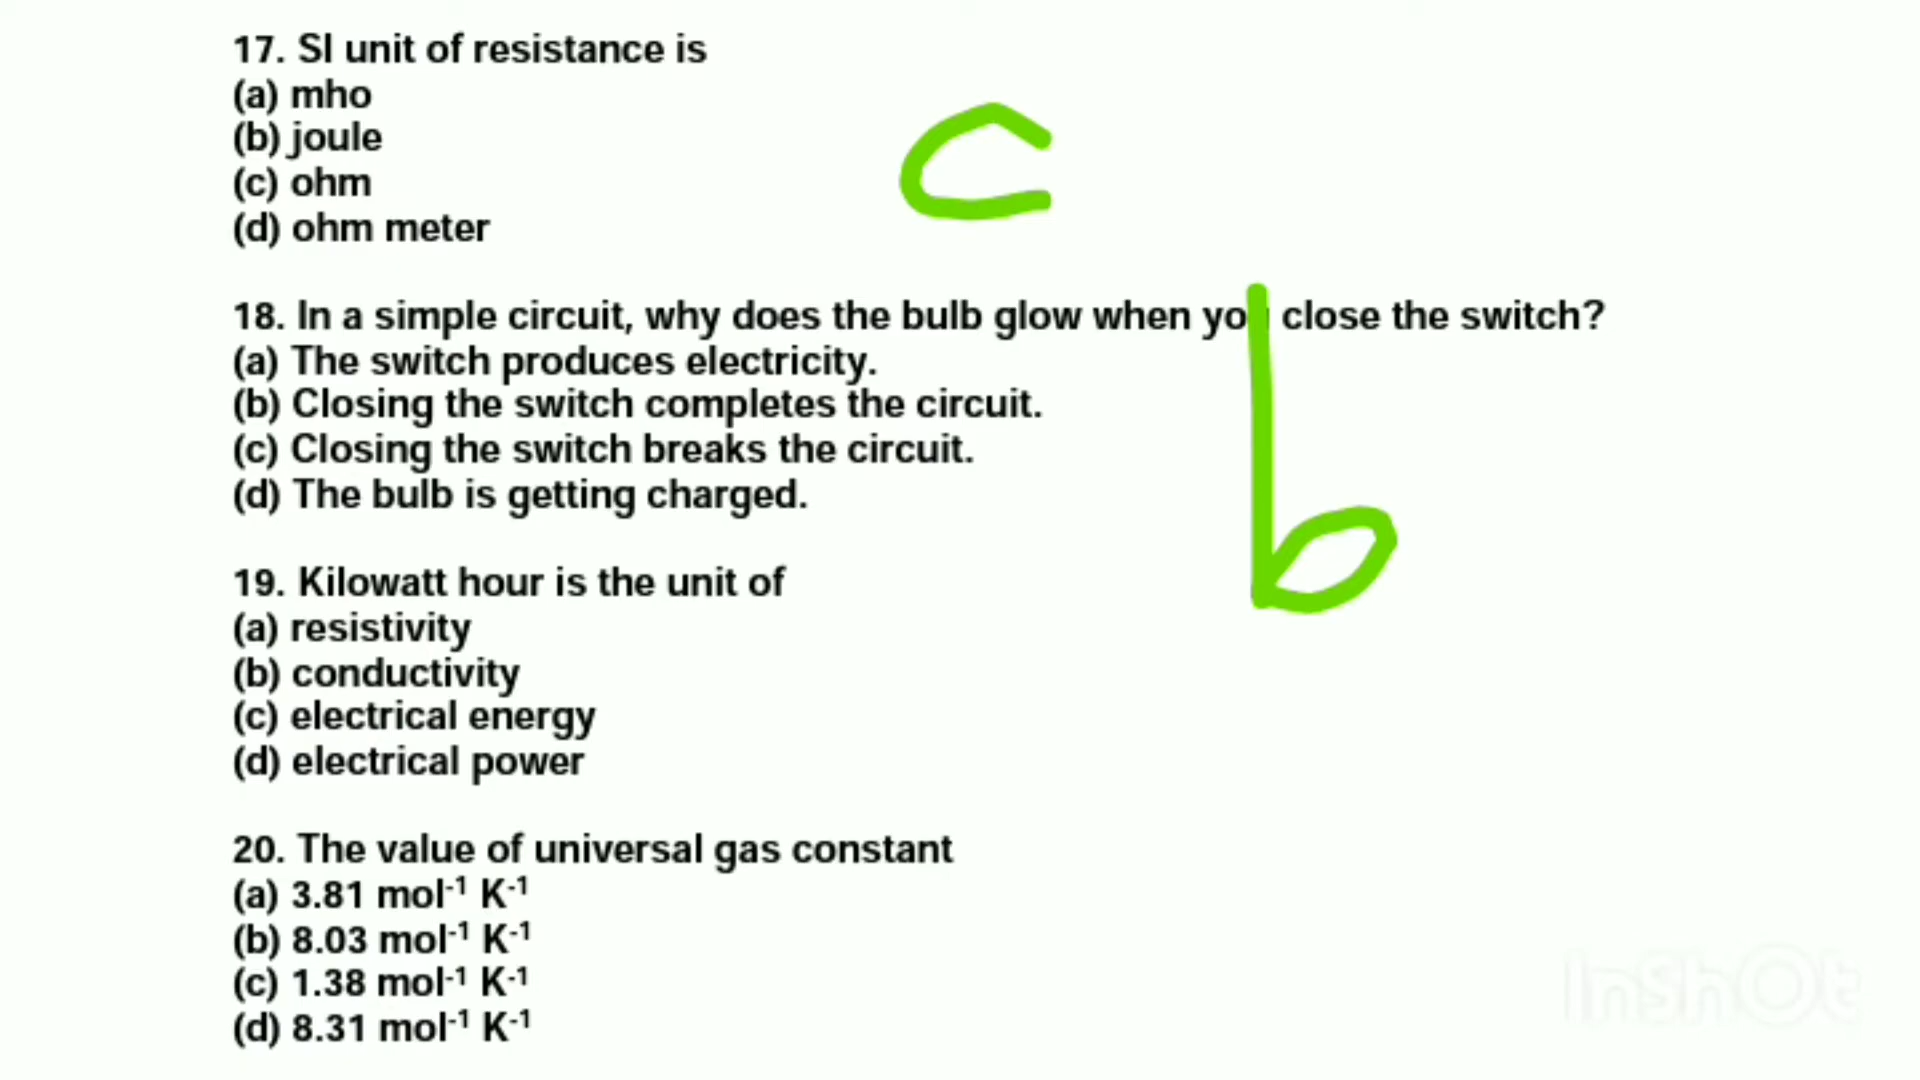 17. SI unit of resistance is
(a) mho
(b) joule
(c) ohm
(d) ohm meter
c
18. In a simple circuit, why does the bulb glow when you close the switch?
(a) The switch produces electricity.
(b) Closing the switch completes the circuit.
(c) Closing the switch breaks the circuit.
(d) The bulb is getting charged.
b
19. Kilowatt hour is the unit of
(a) resistivity
(b) conductivity
(c) electrical energy
(d) electrical power
20. The value of universal gas constant
(a) 3.81 mol⁻¹ K⁻¹
(b) 8.03 mol⁻¹ K⁻¹
(c) 1.38 mol⁻¹ K⁻¹
(d) 8.31 mol⁻¹ K⁻¹
InShOt